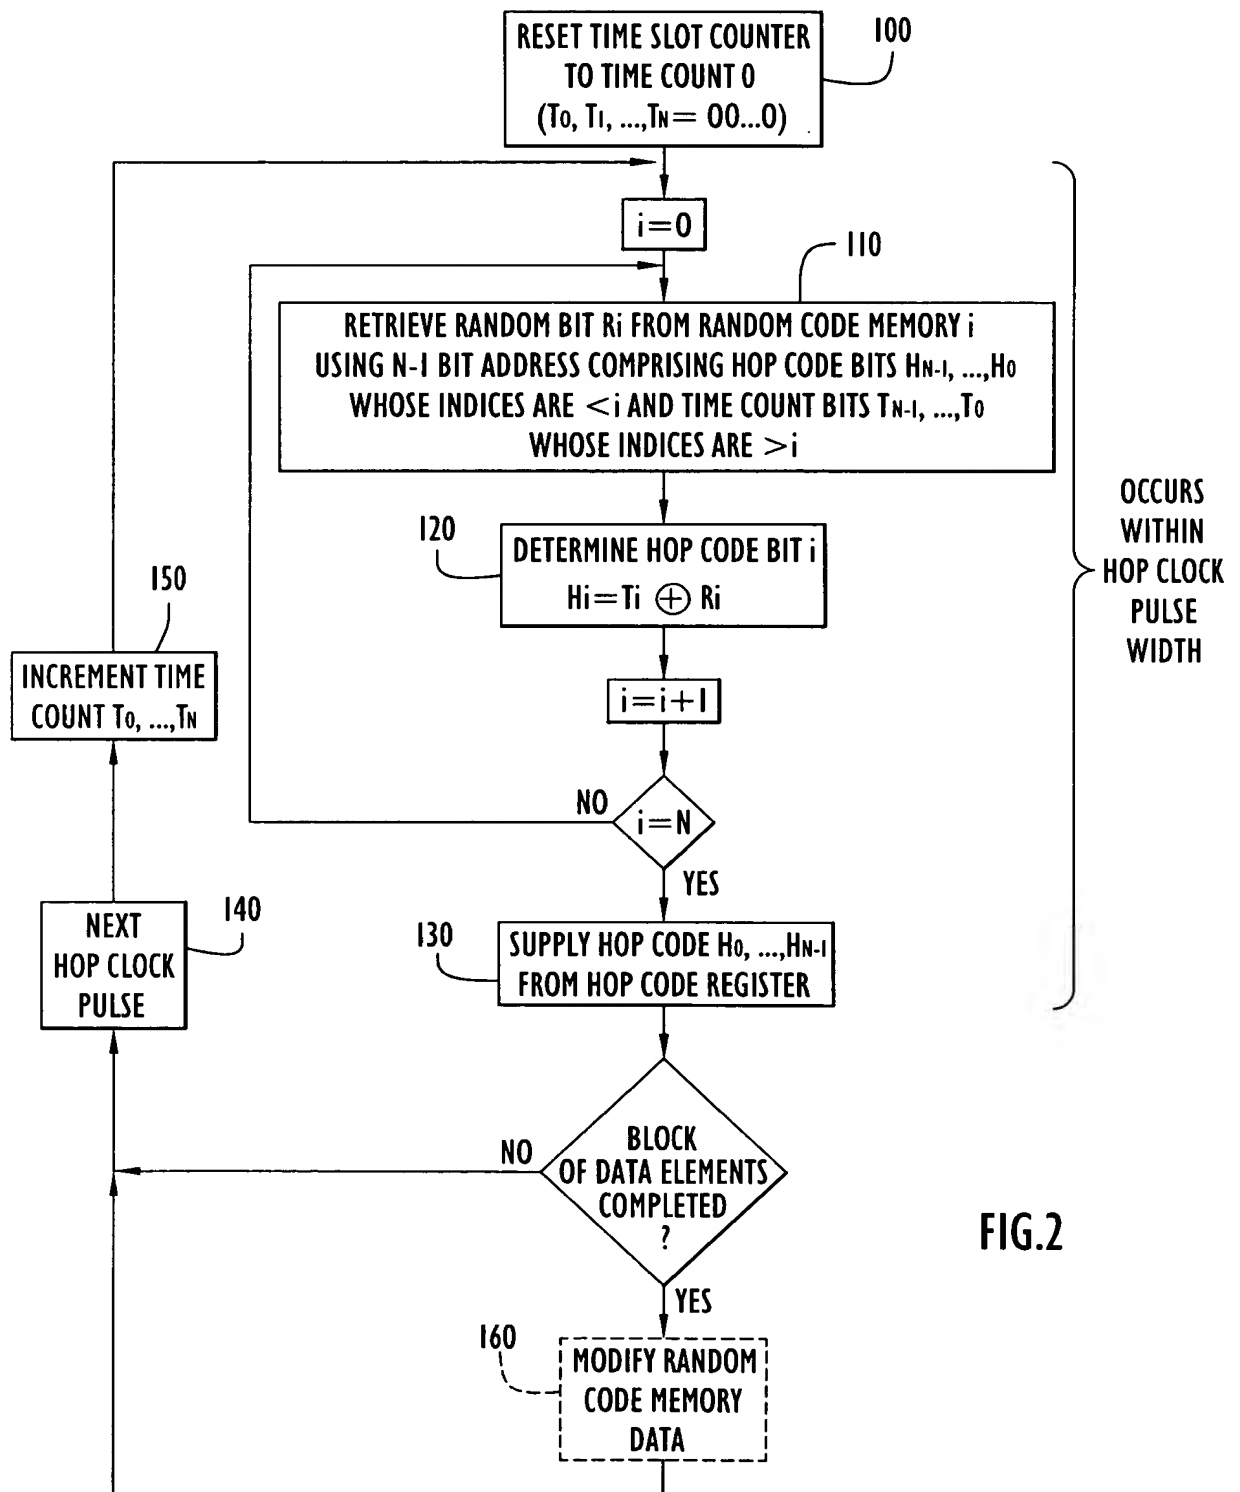 RESET TIME SLOT COUNTER
TO TIME COUNT 0
(T0, T1, ...,TN= 00...0)
100
i=0
110
RETRIEVE RANDOM BIT Ri FROM RANDOM CODE MEMORY i
USING N-1 BIT ADDRESS COMPRISING HOP CODE BITS HN-1, ...,H0
WHOSE INDICES ARE <i AND TIME COUNT BITS TN-1, ...,T0
WHOSE INDICES ARE >i
120
DETERMINE HOP CODE BIT i
Hi=Ti ⊕ Ri
OCCURS
WITHIN
HOP CLOCK
PULSE
WIDTH
150
INCREMENT TIME
COUNT T0, ...,TN
i=i+1
NO
i=N
YES
140
NEXT
HOP CLOCK
PULSE
130
SUPPLY HOP CODE H0, ...,HN-1
FROM HOP CODE REGISTER
NO
BLOCK
OF DATA ELEMENTS
COMPLETED
?
FIG.2
YES
160
MODIFY RANDOM
CODE MEMORY
DATA